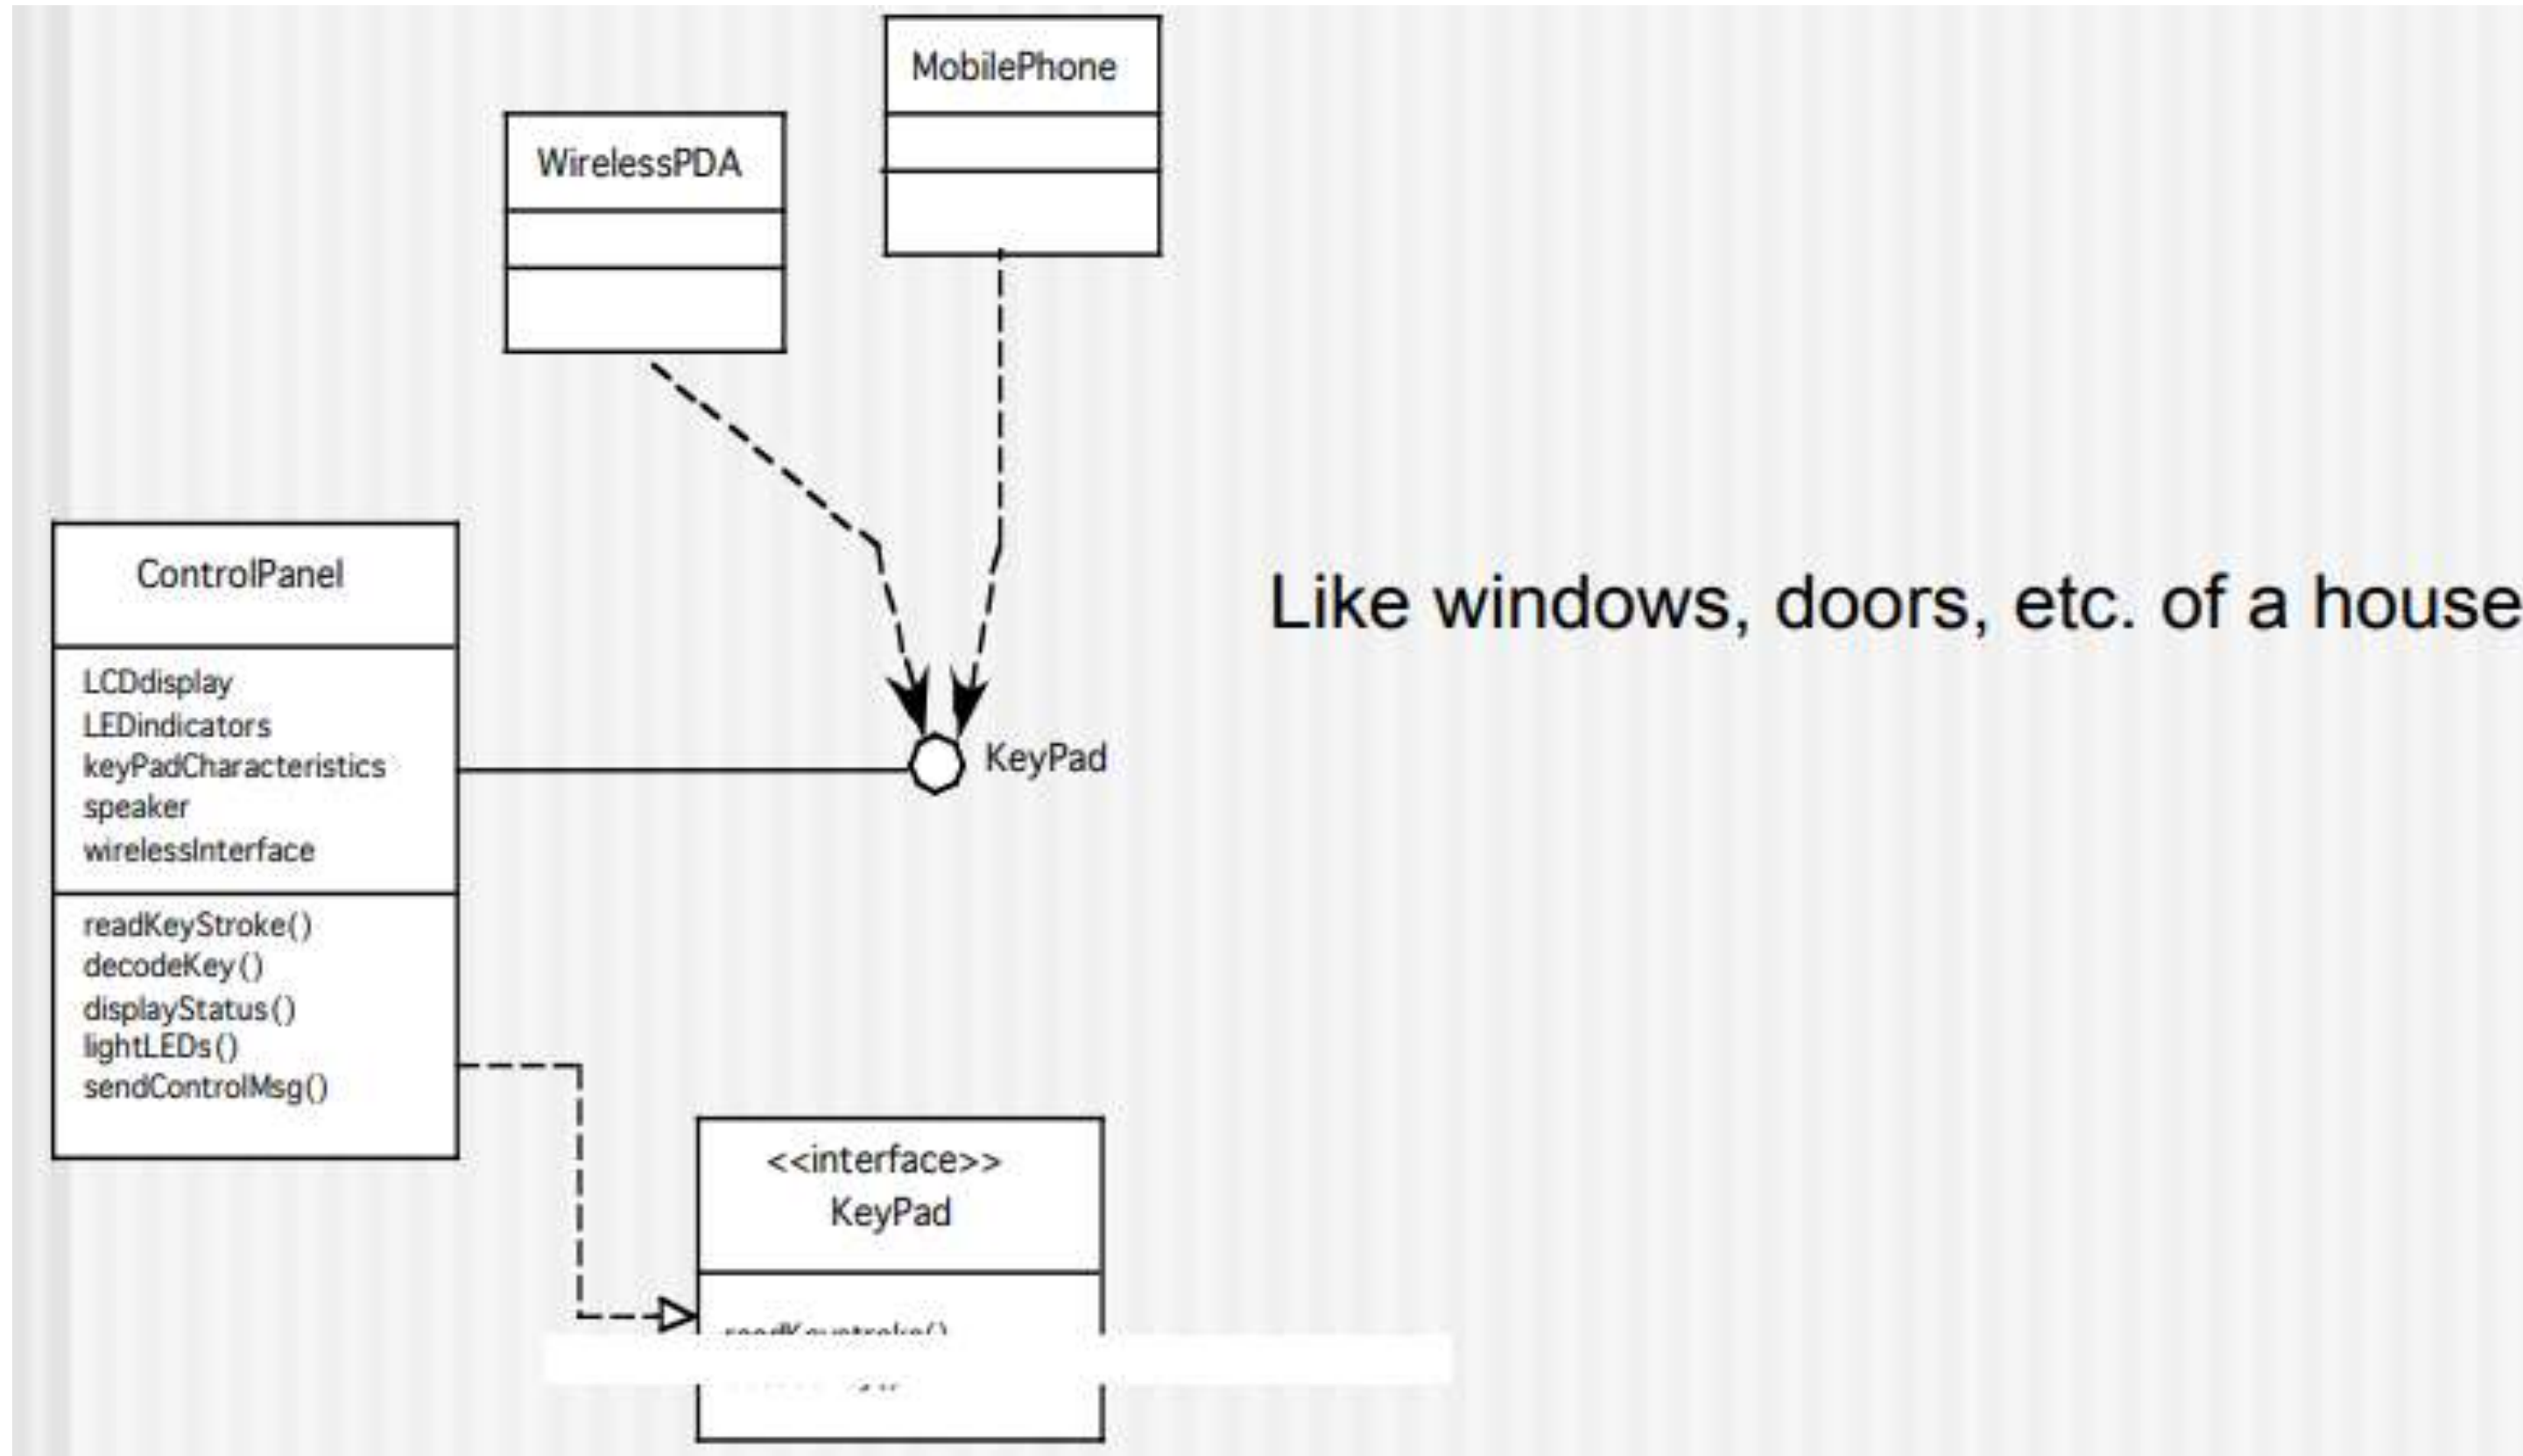 MobilePhone
WirelessPDA
ControlPanel
LCDdisplay
LEDindicators
keyPadCharacteristics
speaker
wirelessInterface
readKeyStroke()
decodeKey()
displayStatus()
lightLEDs()
sendControlMsg()
KeyPad
Like windows, doors, etc. of a house
<<interface>>
KeyPad
readKeystroke()